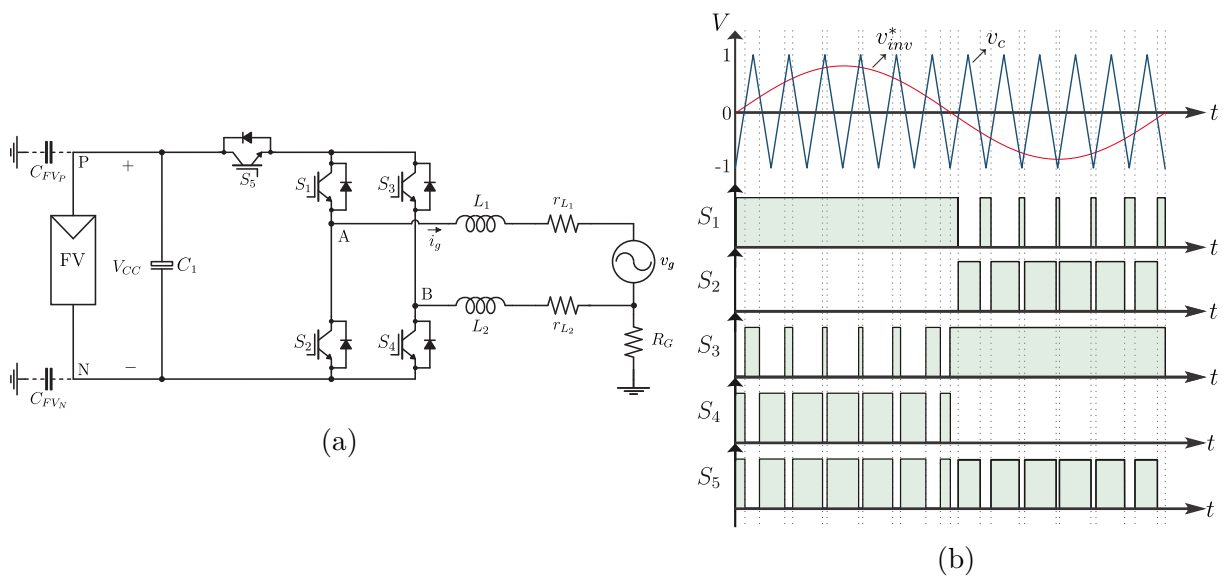 C_{FV_P}
P
+
S_5
S_1
S_3
L_1
r_{L_1}
A
i_g
FV
V_{CC}
C_1
v_g
B
L_2
r_{L_2}
S_2
S_4
R_G
N
−
C_{FV_N}
(a)
V
v*_{inv}
v_c
1
0
t
-1
S_1
t
S_2
t
S_3
t
S_4
t
S_5
t
(b)